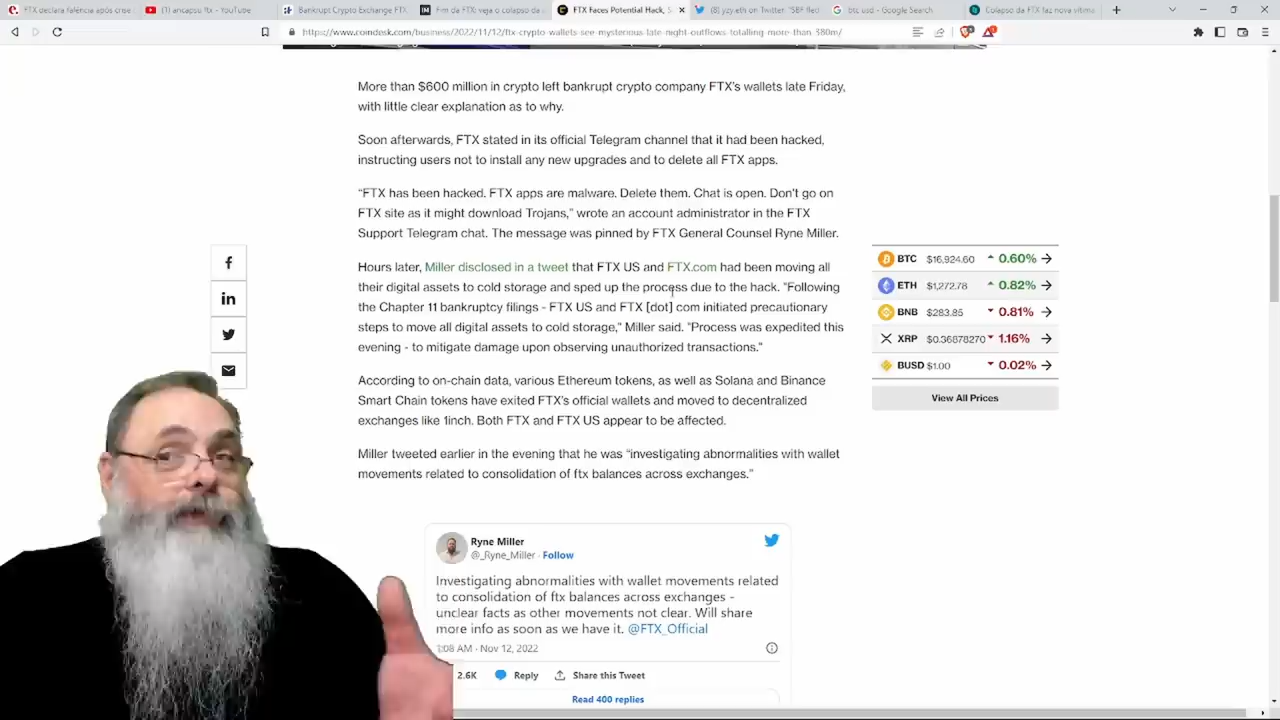 FTX declara falência após crise
(1) ancapsu ftx - YouTube
Bankrupt Crypto Exchange FTX
Fim da FTX: veja o colapso da
FTX Faces Potential Hack, S
yzy.eth on Twitter: "SBF fled
btc usd - Google Search
Colapso da FTX faz nova vítima
https://www.coindesk.com/business/2022/11/12/ftx-crypto-wallets-see-mysterious-late-night-outflows-totalling-more-than-380m/
More than $600 million in crypto left bankrupt crypto company FTX's wallets late Friday,
with little clear explanation as to why.
Soon afterwards, FTX stated in its official Telegram channel that it had been hacked,
instructing users not to install any new upgrades and to delete all FTX apps.
“FTX has been hacked. FTX apps are malware. Delete them. Chat is open. Don't go on
FTX site as it might download Trojans,” wrote an account administrator in the FTX
Support Telegram chat. The message was pinned by FTX General Counsel Ryne Miller.
Hours later, Miller disclosed in a tweet that FTX US and FTX.com had been moving all
their digital assets to cold storage and sped up the process due to the hack. "Following
the Chapter 11 bankruptcy filings - FTX US and FTX [dot] com initiated precautionary
steps to move all digital assets to cold storage,” Miller said. "Process was expedited this
evening - to mitigate damage upon observing unauthorized transactions."
According to on-chain data, various Ethereum tokens, as well as Solana and Binance
Smart Chain tokens have exited FTX's official wallets and moved to decentralized
exchanges like 1inch. Both FTX and FTX US appear to be affected.
Miller tweeted earlier in the evening that he was “investigating abnormalities with wallet
movements related to consolidation of ftx balances across exchanges.”
BTC $16,924.60 0.60%
ETH $1,272.78 0.82%
BNB $283.85 0.81%
XRP $0.36878270 1.16%
BUSD $1.00 0.02%
View All Prices
Ryne Miller
@_Ryne_Miller · Follow
Investigating abnormalities with wallet movements related
to consolidation of ftx balances across exchanges -
unclear facts as other movements not clear. Will share
more info as soon as we have it. @FTX_Official
:08 AM · Nov 12, 2022
2.6K Reply Share this Tweet
Read 400 replies